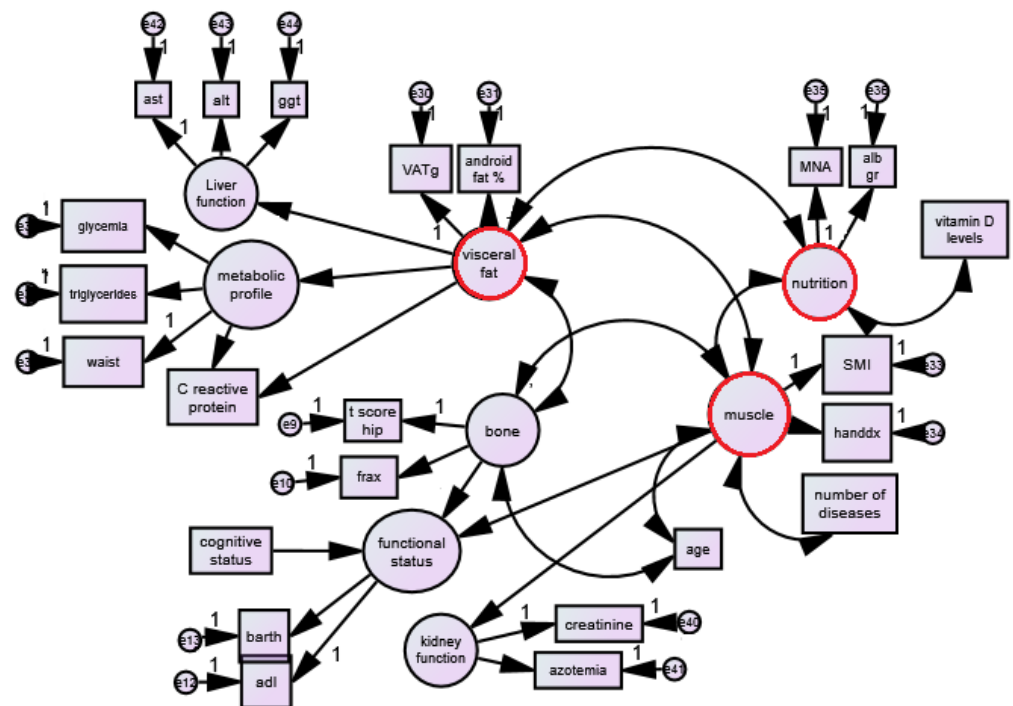 e42
e43
e44
1
1
1
ast
alt
ggt
1
Liver
function
e30
e31
1
1
VATg
android
fat %
1
visceral
fat
e35
e36
1
1
MNA
alb
gr
1
nutrition
vitamin D
levels
1
glycemia
1
triglycerides
1
waist
1
metabolic
profile
C reactive
protein
1
SMI
1
e33
muscle
handdx
1
e34
number of
diseases
e9
1
t score
hip
1
bone
e10
1
frax
cognitive
status
functional
status
age
e13
1
barth
e12
1
adl
1
kidney
function
1
creatinine
1
e40
azotemia
1
e41